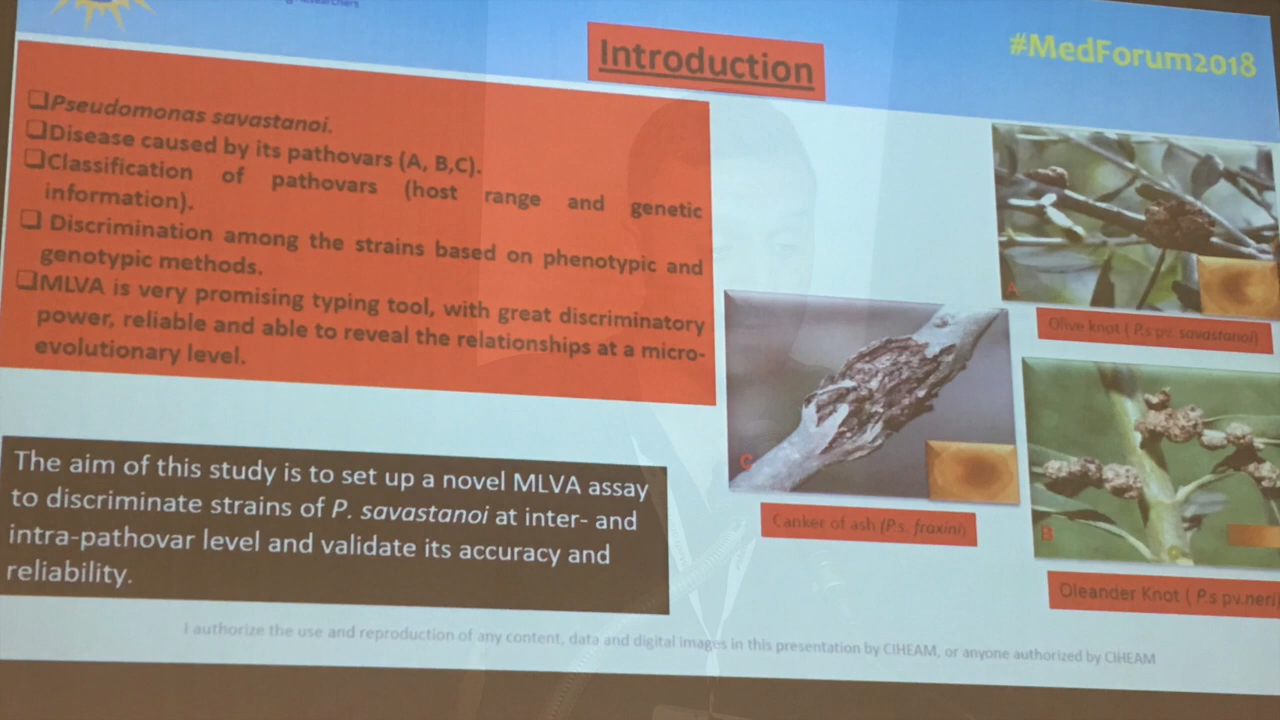 Introduction
#MedForum2018
❑Pseudomonas savastanoi.
❑Disease caused by its pathovars (A, B,C).
❑Classification of pathovars (host range and genetic
information).
❑ Discrimination among the strains based on phenotypic and
genotypic methods.
❑MLVA is very promising typing tool, with great discriminatory
power, reliable and able to reveal the relationships at a micro-
evolutionary level.
The aim of this study is to set up a novel MLVA assay
to discriminate strains of P. savastanoi at inter- and
intra-pathovar level and validate its accuracy and
reliability.
A
Olive knot ( P.s pv. savastanoi)
C
Canker of ash (P.s. fraxini)
B
Oleander Knot ( P.s pv.neri
I authorize the use and reproduction of any content, data and digital images in this presentation by CIHEAM, or anyone authorized by CIHEAM